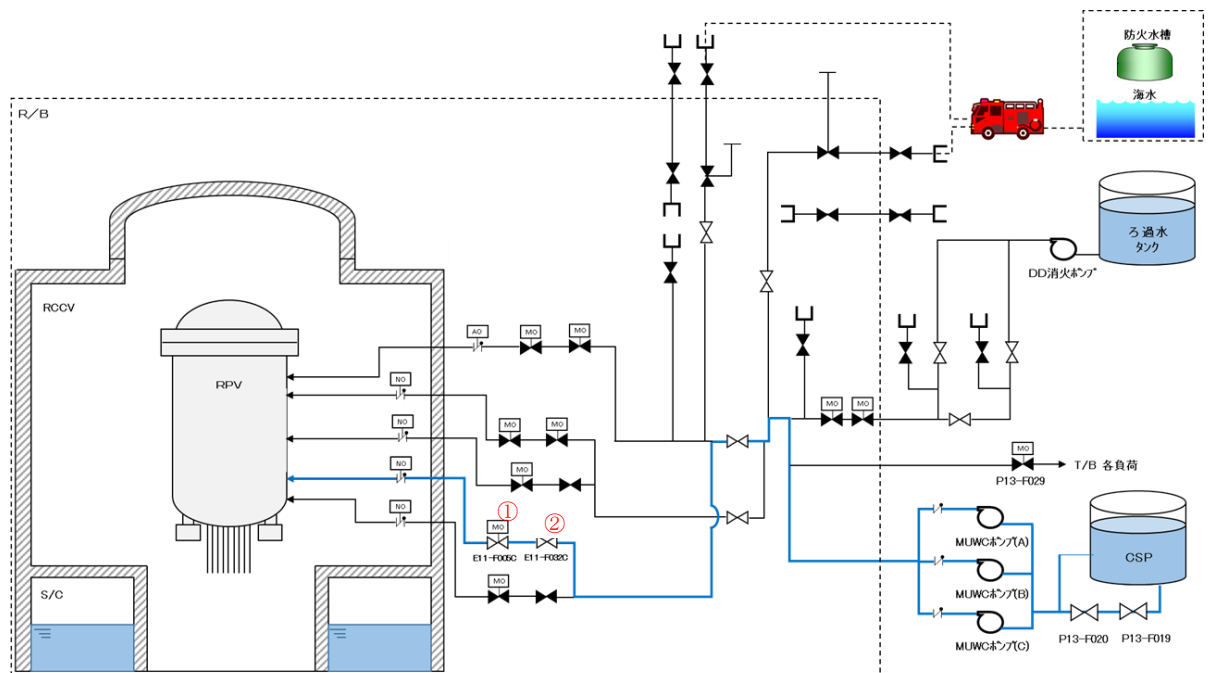 防火水槽
海水
R/B
ろ過水
タンク
DD消火ポンプ
RCCV
RPV
AO
MO
MO
NO
MO
MO
NO
MO
NO
MO
MO
①
②
E11-F005C
E11-F032C
NO
MO
MO
MO
T/B 各負荷
P13-F029
MUWCポンプ(A)
MUWCポンプ(B)
MUWCポンプ(C)
CSP
P13-F020
P13-F019
S/C